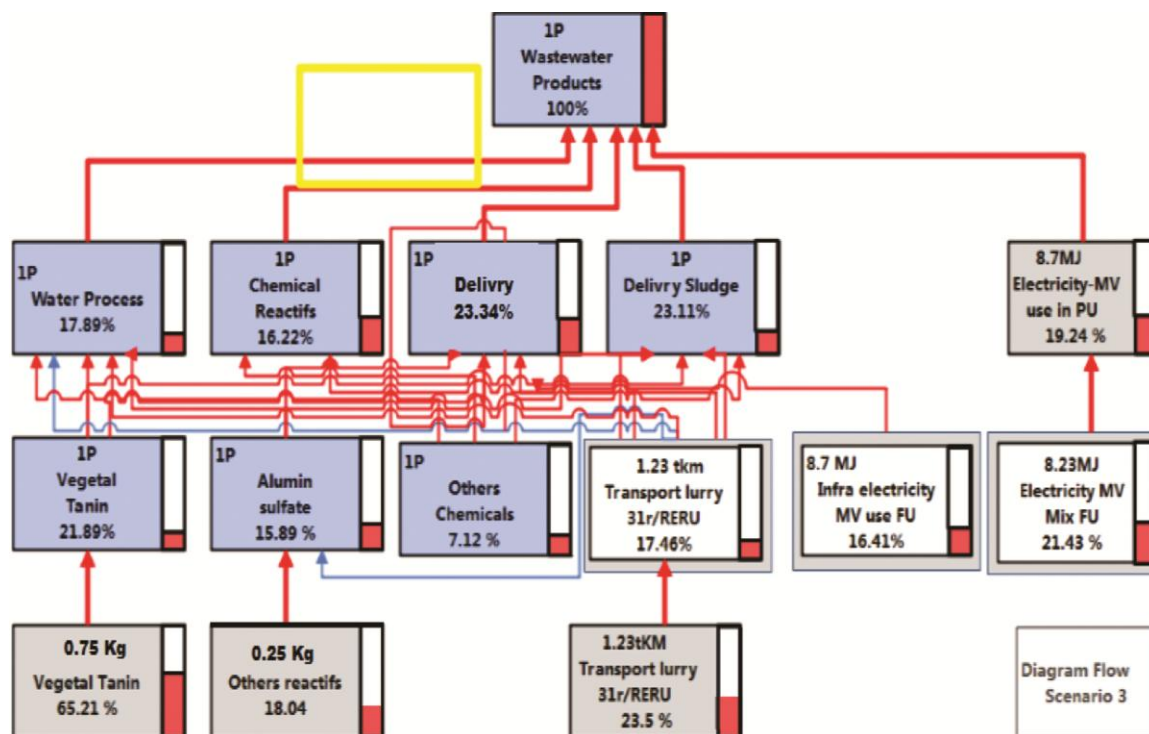 1P
Wastewater
Products
100%
1P
Water Process
17.89%
1P
Chemical
Reactifs
16.22%
1P
Delivry
23.34%
1P
Delivry Sludge
23.11%
8.7MJ
Electricity-MV
use in PU
19.24 %
1P
Vegetal
Tanin
21.89%
1P
Alumin
sulfate
15.89 %
1P
Others
Chemicals
7.12 %
1.23 tkm
Transport lurry
31r/RERU
17.46%
8.7 MJ
Infra electricity
MV use FU
16.41%
8.23MJ
Electricity MV
Mix FU
21.43 %
0.75 Kg
Vegetal Tanin
65.21 %
0.25 Kg
Others reactifs
18.04
1.23tKM
Transport lurry
31r/RERU
23.5 %
Diagram Flow
Scenario 3